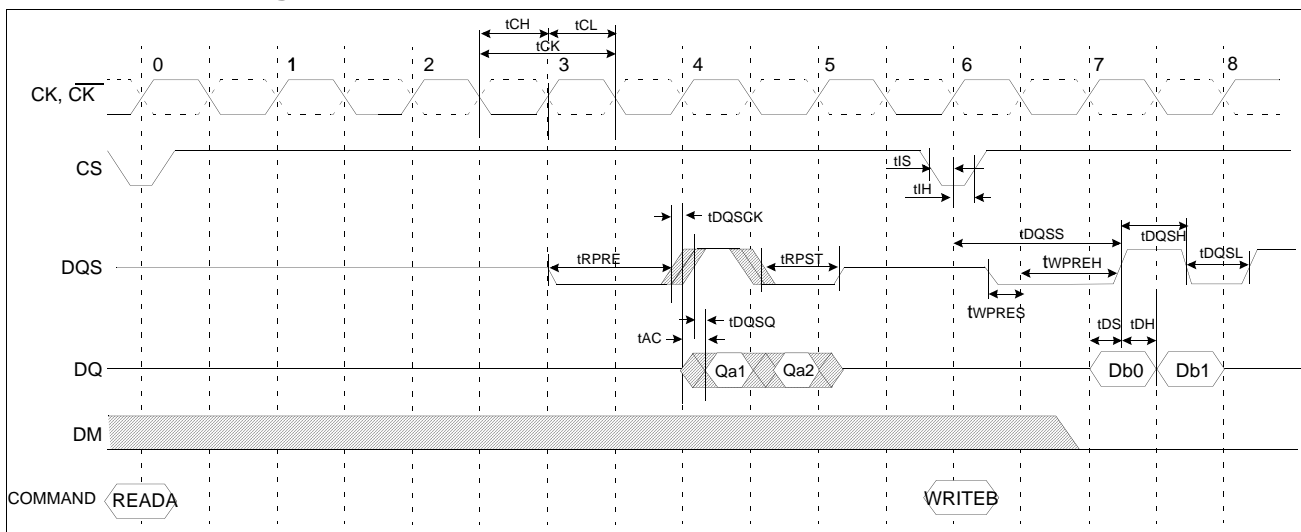 tCH tCL
tCK
0 1 2 3 4 5 6 7 8
CK, CK
CS
tIS
tIH
tDQSCK
tDQSS
tDQSH
DQS
tRPRE
tRPST
tWPREH
tDQSL
tWPRES
tDQSQ
tDS tDH
tAC
DQ
Qa1 Qa2 Db0 Db1
DM
COMMAND READA WRITEB